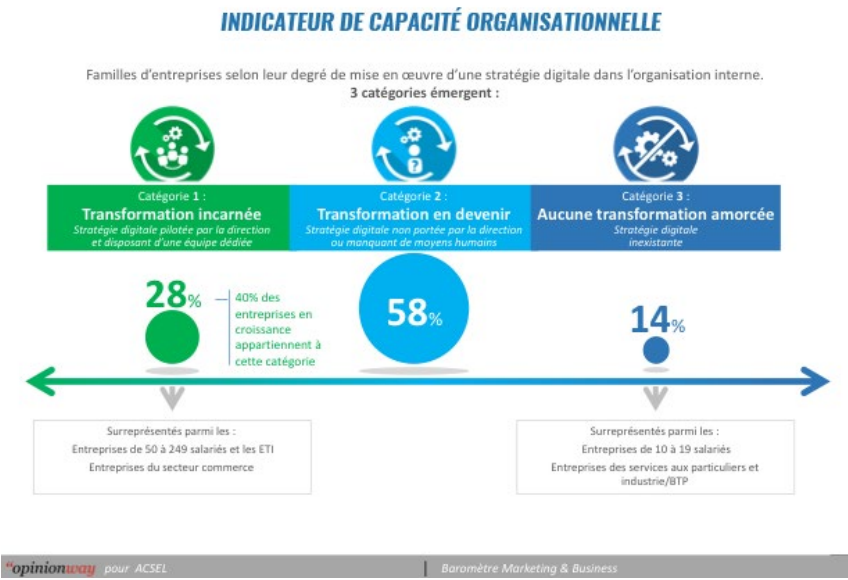 INDICATEUR DE CAPACITÉ ORGANISATIONNELLE
Familles d'entreprises selon leur degré de mise en œuvre d'une stratégie digitale dans l'organisation interne.
3 catégories émergent :
?
Catégorie 1 :
Transformation incarnée
Stratégie digitale pilotée par la direction
et disposant d'une équipe dédiée
Catégorie 2 :
Transformation en devenir
Stratégie digitale non portée par la direction
ou manquant de moyens humains
Catégorie 3 :
Aucune transformation amorcée
Stratégie digitale
inexistante
28%
40% des
entreprises en
croissance
appartiennent à
cette catégorie
58%
14%
Surreprésentés parmi les :
Entreprises de 50 à 249 salariés et les ETI
Entreprises du secteur commerce
Surreprésentés parmi les :
Entreprises de 10 à 19 salariés
Entreprises des services aux particuliers et
industrie/BTP
"opinionway pour ACSEL
Baromètre Marketing & Business